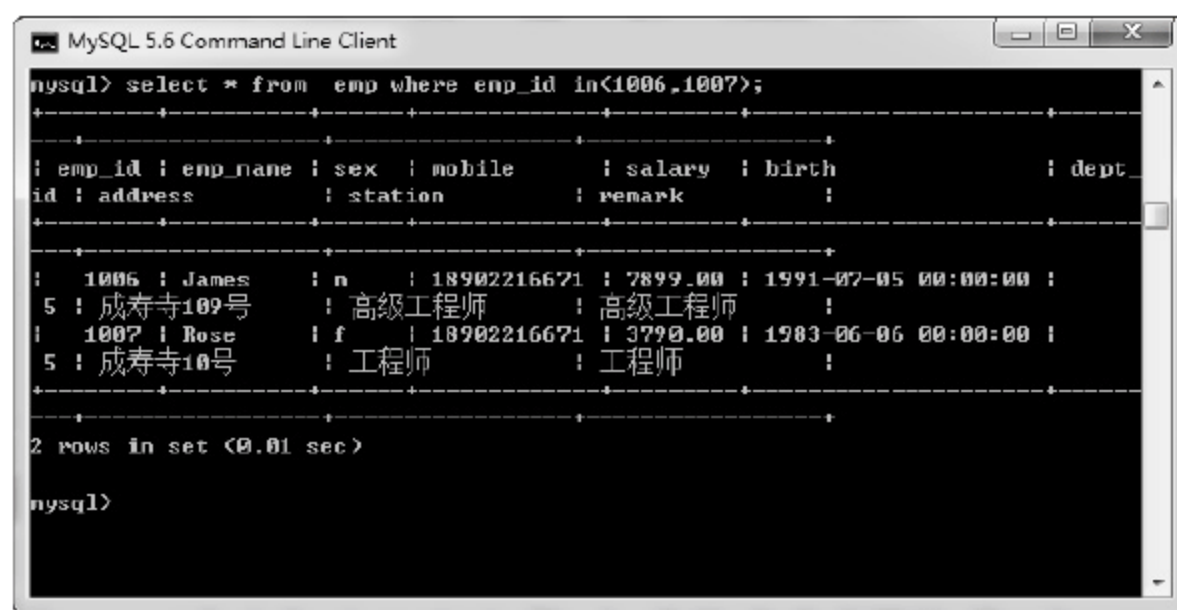 MySQL 5.6 Command Line Client
mysql> select * from  emp where emp_id in(1006,1007);
+--------+----------+------+-------------+---------+---------------------+------
---+----------------+----------------+----------------+
| emp_id | emp_name | sex  | mobile      | salary  | birth               | dept_
id | address        | station        | remark         |
+--------+----------+------+-------------+---------+---------------------+------
---+----------------+----------------+----------------+
|   1006 | James    | m    | 18902216671 | 7899.00 | 1991-07-05 00:00:00 |
 5 | 成寿寺109号     | 高级工程师     | 高级工程师     |
|   1007 | Rose     | f    | 18902216671 | 3790.00 | 1983-06-06 00:00:00 |
 5 | 成寿寺10号      | 工程师         | 工程师         |
+--------+----------+------+-------------+---------+---------------------+------
---+----------------+----------------+----------------+
2 rows in set (0.01 sec)
mysql>